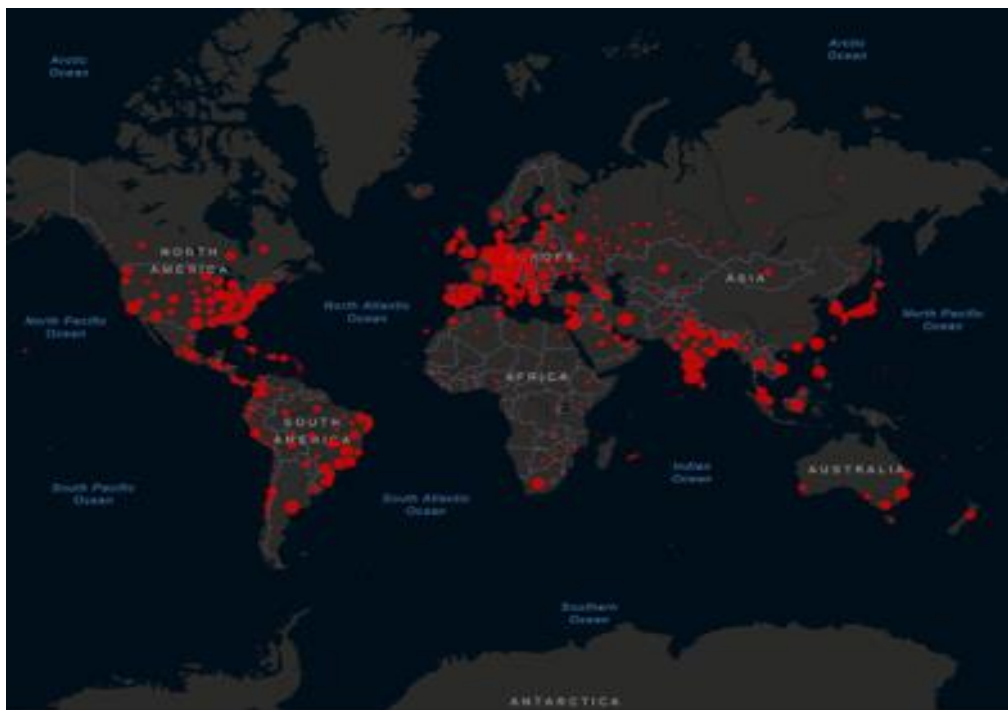 Arctic
Ocean
Arctic
Ocean
NORTH
AMERICA
EUROPE
ASIA
North Pacific
Ocean
North Atlantic
Ocean
North Pacific
Ocean
AFRICA
SOUTH
AMERICA
Indian
Ocean
AUSTRALIA
South Pacific
Ocean
South Atlantic
Ocean
Southern
Ocean
ANTARCTICA